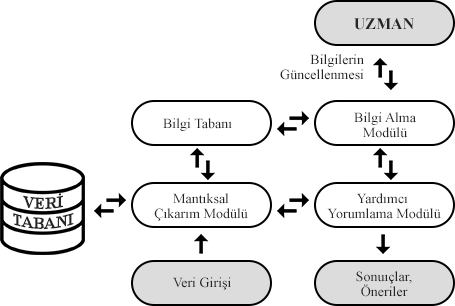 UZMAN
Bilgilerin
Güncellenmesi
Bilgi Tabanı
Bilgi Alma
Modülü
VERİ
TABANI
Mantıksal
Çıkarım Modülü
Yardımcı
Yorumlama Modülü
Veri Girişi
Sonuıçlar,
Öneriler